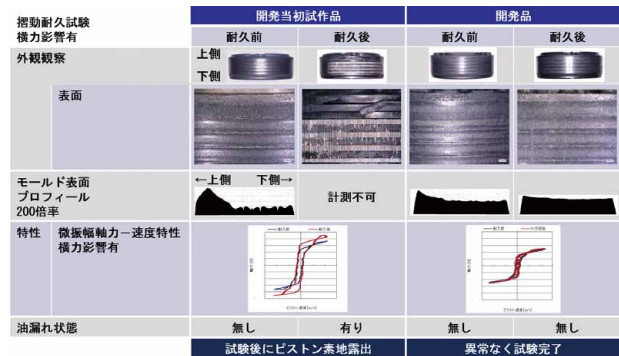 摺動耐久試験
横力影響有
開発当初試作品
開発品
耐久前
耐久後
耐久前
耐久後
外観観察
上側
下側
表面
モールド表面
プロフィール
200倍率
←上側
下側→
計測不可
特性
微振幅軸力－速度特性
横力影響有
油漏れ状態
無し
有り
無し
無し
試験後にピストン素地露出
異常なく試験完了